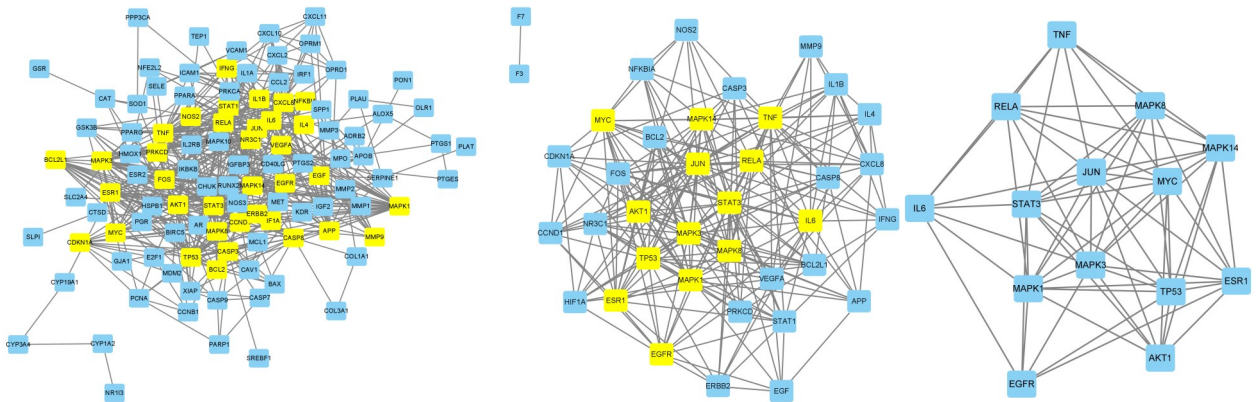 PPP3CA
CXCL11
CXCL10
TEP1
VCAM1
OPRM1
CXCL2
GSR
NFE2L2
IFNG
ICAM1
IL1A
CCL2
IRF1
OPRD1
CAT
SELE
PPARA
PRKCA
PON1
SOD1
STAT1
IL1B
CXCL8
SPP1
PLAU
OLR1
NOS2
RELA
IL6
IL4
ALOX5
GSK3B
PPARG
TNF
JUN
MMP3
ADRB2
PTGS1
PLAT
HMOX1
IL2RB
MAPK10
NR3C1
VEGFA
BCL2L1
MAPK3
PRKCD
IGFBP3
CD40LG
PTGS2
MPO
APOB
ESR2
IKBKB
FOS
CHUK
RUNX2
MAPK14
EGFR
EGF
SERPINE1
PTGES
SLC2A4
ESR1
HSPB1
AKT1
STAT3
NOS3
MET
MMP2
CTSD
ERBB2
KDR
IGF2
MMP1
MAPK1
MYC
PGR
AR
CCND
IF1A
SLPI
CDKN1A
BIRC5
MAPK8
MCL1
CASP8
APP
MMP9
GJA1
E2F1
TP53
CASP3
COL1A1
MDM2
BCL2
CAV1
CYP19A1
XIAP
BAX
PCNA
CASP9
CASP7
CCNB1
COL3A1
CYP3A4
CYP1A2
PARP1
SREBF1
NR1I3
F7
F3
NOS2
MMP9
NFKBIA
CASP3
IL1B
MYC
MAPK14
TNF
IL4
CDKN1A
BCL2
JUN
RELA
CXCL8
FOS
CASP8
CCND1
NR3C1
AKT1
STAT3
IL6
IFNG
MAPK3
TP53
MAPK8
BCL2L1
HIF1A
ESR1
MAPK1
VEGFA
APP
PRKCD
STAT1
EGFR
ERBB2
EGF
TNF
RELA
MAPK8
MAPK14
JUN
MYC
IL6
STAT3
MAPK3
MAPK1
TP53
ESR1
AKT1
EGFR